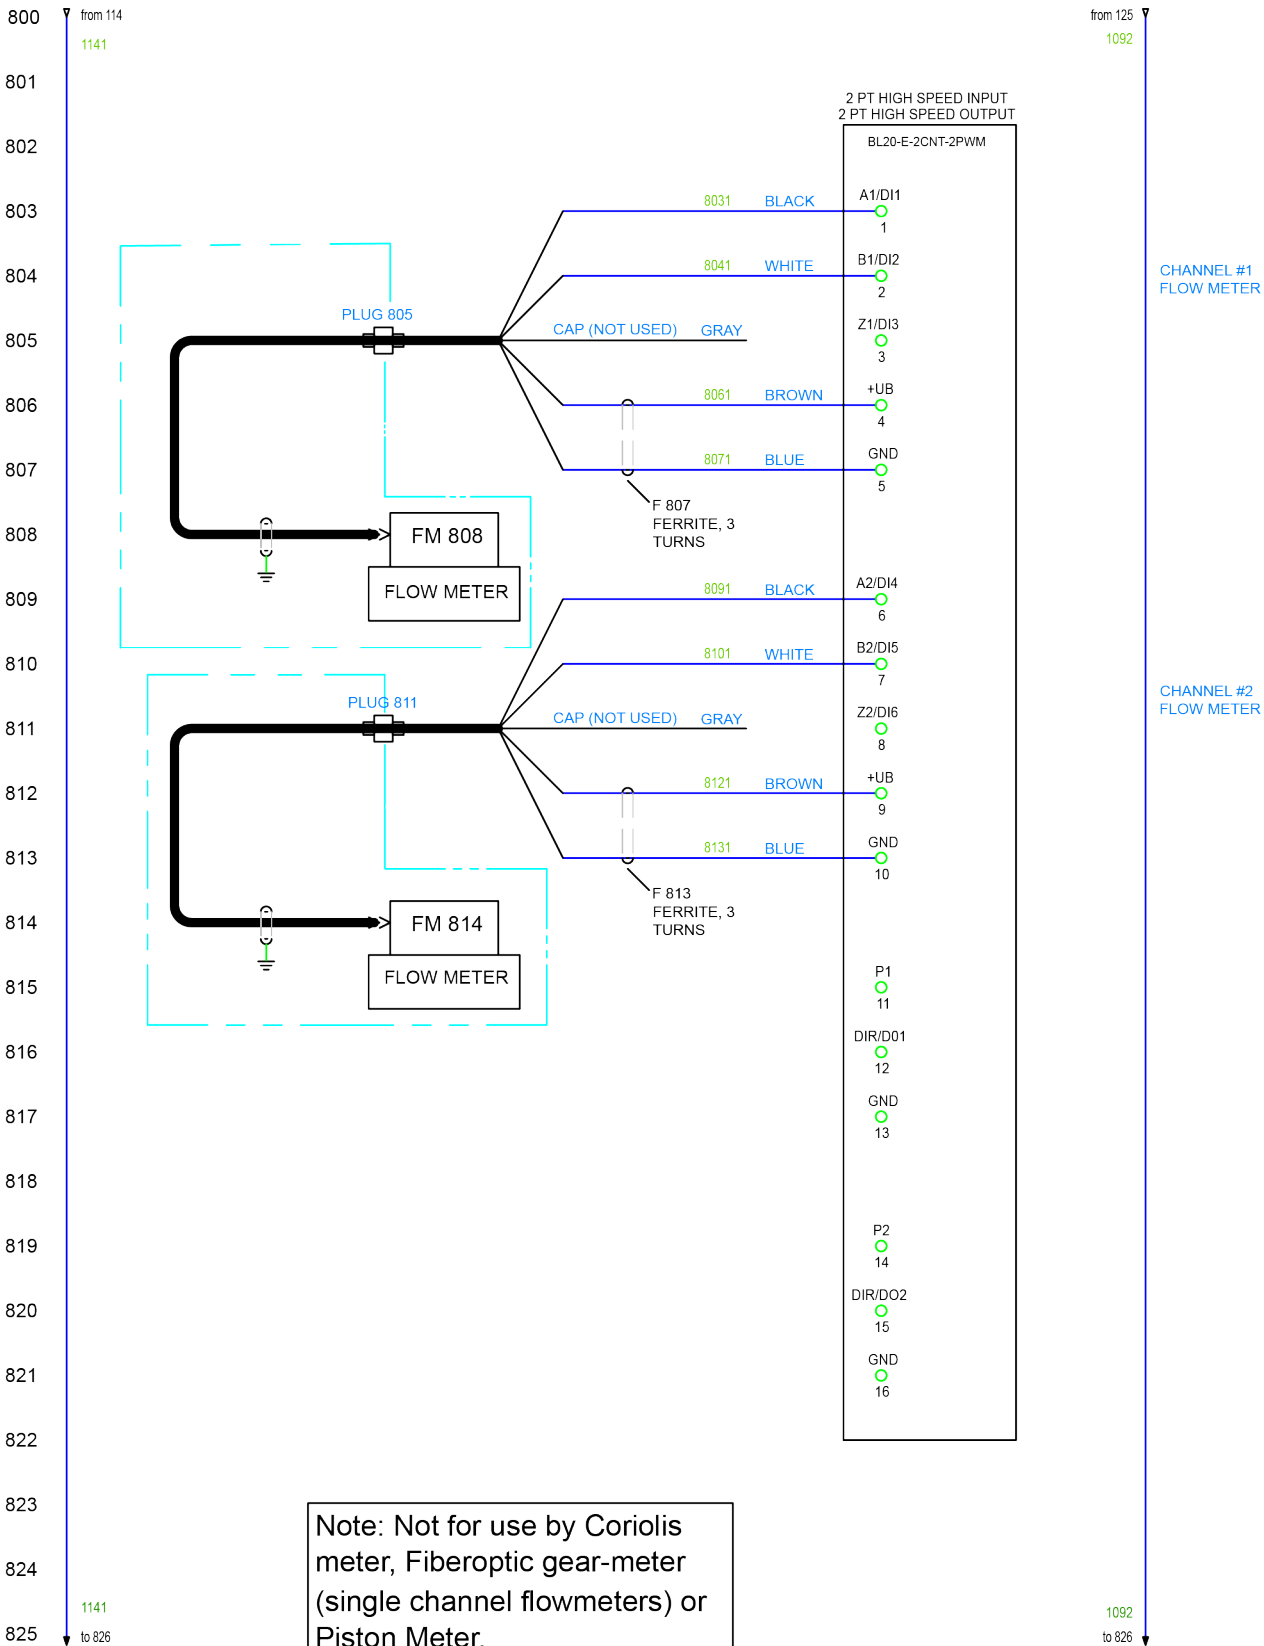 800 from 114 from 125
1141 1092
801
2 PT HIGH SPEED INPUT
2 PT HIGH SPEED OUTPUT
802 BL20-E-2CNT-2PWM
803 8031 BLACK A1/DI1
1
804 8041 WHITE B1/DI2
2
CHANNEL #1
FLOW METER
PLUG 805
805 CAP (NOT USED) GRAY Z1/DI3
3
806 8061 BROWN +UB
4
807 8071 BLUE GND
5
F 807
FERRITE, 3
TURNS
808 FM 808
FLOW METER
809 8091 BLACK A2/DI4
6
810 8101 WHITE B2/DI5
7
CHANNEL #2
FLOW METER
PLUG 811
811 CAP (NOT USED) GRAY Z2/DI6
8
812 8121 BROWN +UB
9
813 8131 BLUE GND
10
F 813
FERRITE, 3
TURNS
814 FM 814
FLOW METER
815 P1
11
816 DIR/D01
12
817 GND
13
818
819 P2
14
820 DIR/DO2
15
821 GND
16
822
823
Note: Not for use by Coriolis
meter, Fiberoptic gear-meter
824
(single channel flowmeters) or
1141 1092
825 to 826 Piston Meter. to 826